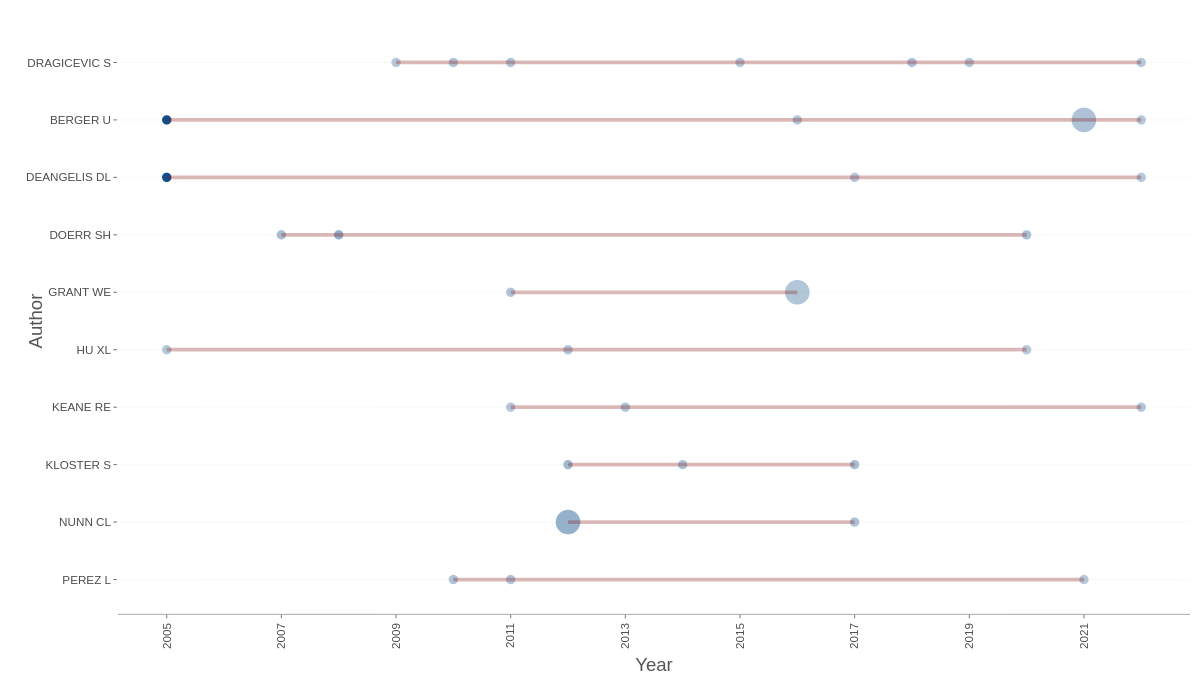 DRAGICEVIC S
BERGER U
DEANGELIS DL
DOERR SH
GRANT WE
HU XL
KEANE RE
KLOSTER S
NUNN CL
PEREZ L
Author
2005
2007
2009
2011
2013
2015
2017
2019
2021
Year